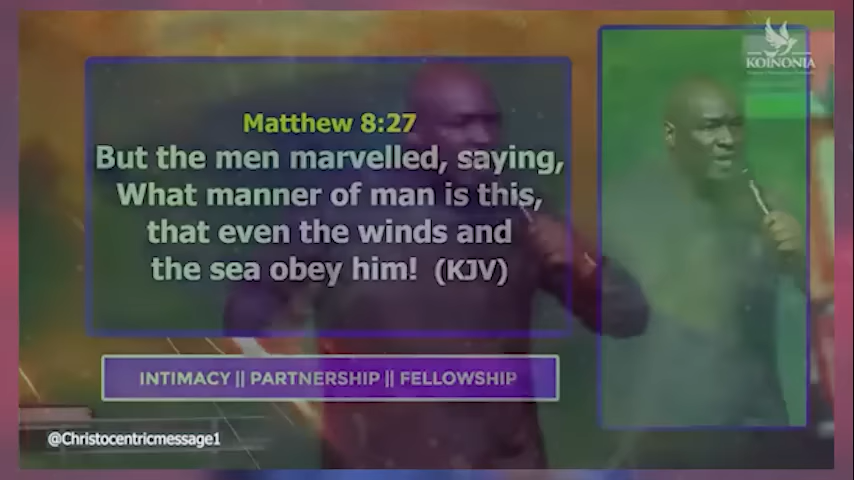 KOINONIA
Matthew 8:27
But the men marvelled, saying,
What manner of man is this,
that even the winds and
the sea obey him!  (KJV)
INTIMACY || PARTNERSHIP || FELLOWSHIP
@Christocentricmessage1